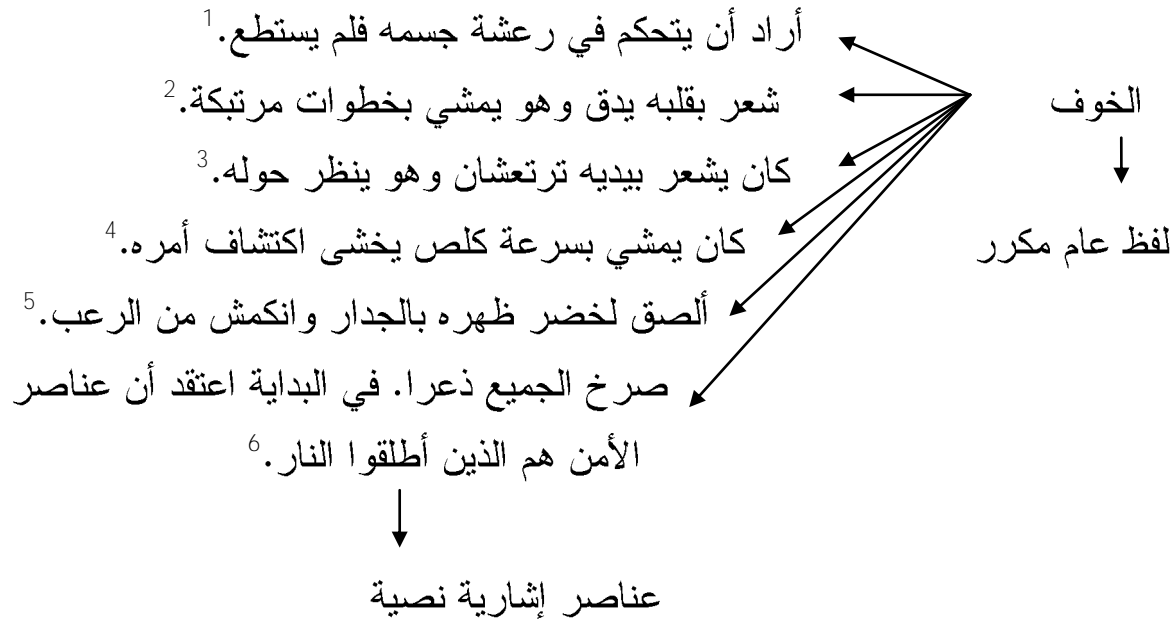 أراد أن يتحكم في رعشة جسمه فلم يستطع.1
الخوف
شعر بقلبه يدق وهو يمشي بخطوات مرتبكة.2
كان يشعر بيديه ترتعشان وهو ينظر حوله.3
لفظ عام مكرر
كان يمشي بسرعة كلص يخشى اكتشاف أمره.4
ألصق لخضر ظهره بالجدار وانكمش من الرعب.5
صرخ الجميع ذعرا. في البداية اعتقد أن عناصر
الأمن هم الذين أطلقوا النار.6
عناصر إشارية نصية